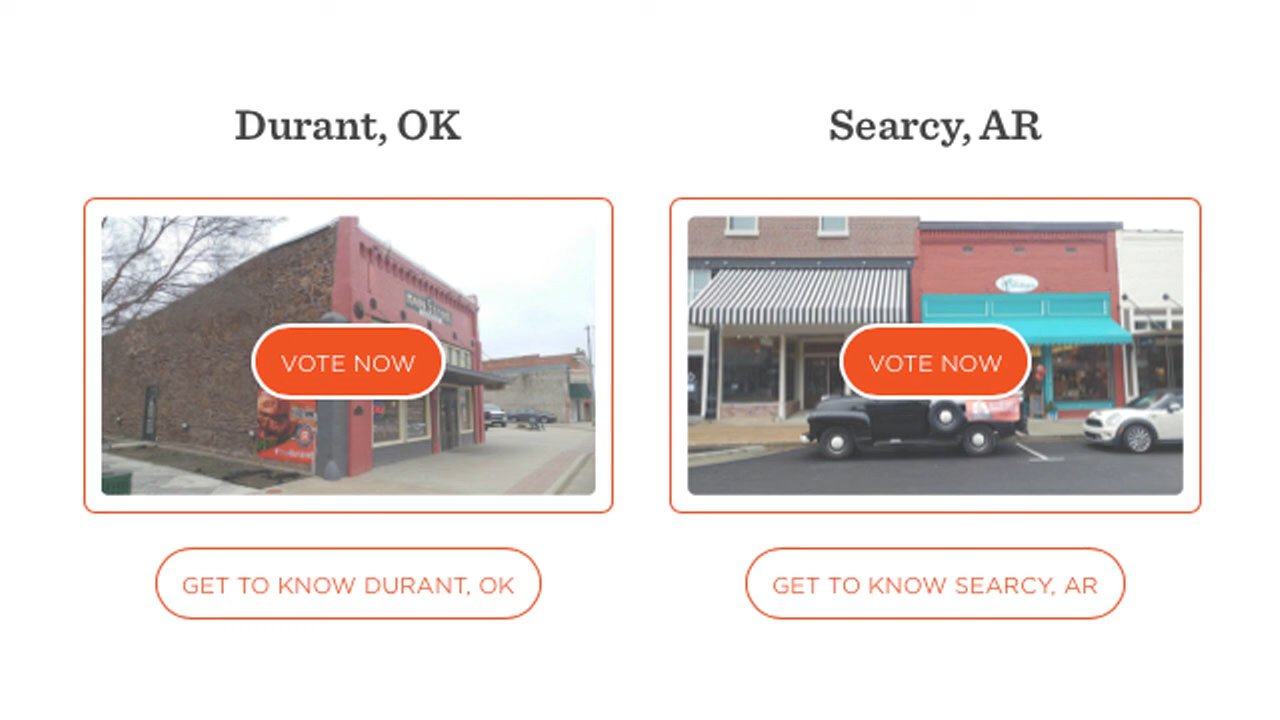 Durant, OK
Searcy, AR
VOTE NOW
VOTE NOW
GET TO KNOW DURANT, OK
GET TO KNOW SEARCY, AR